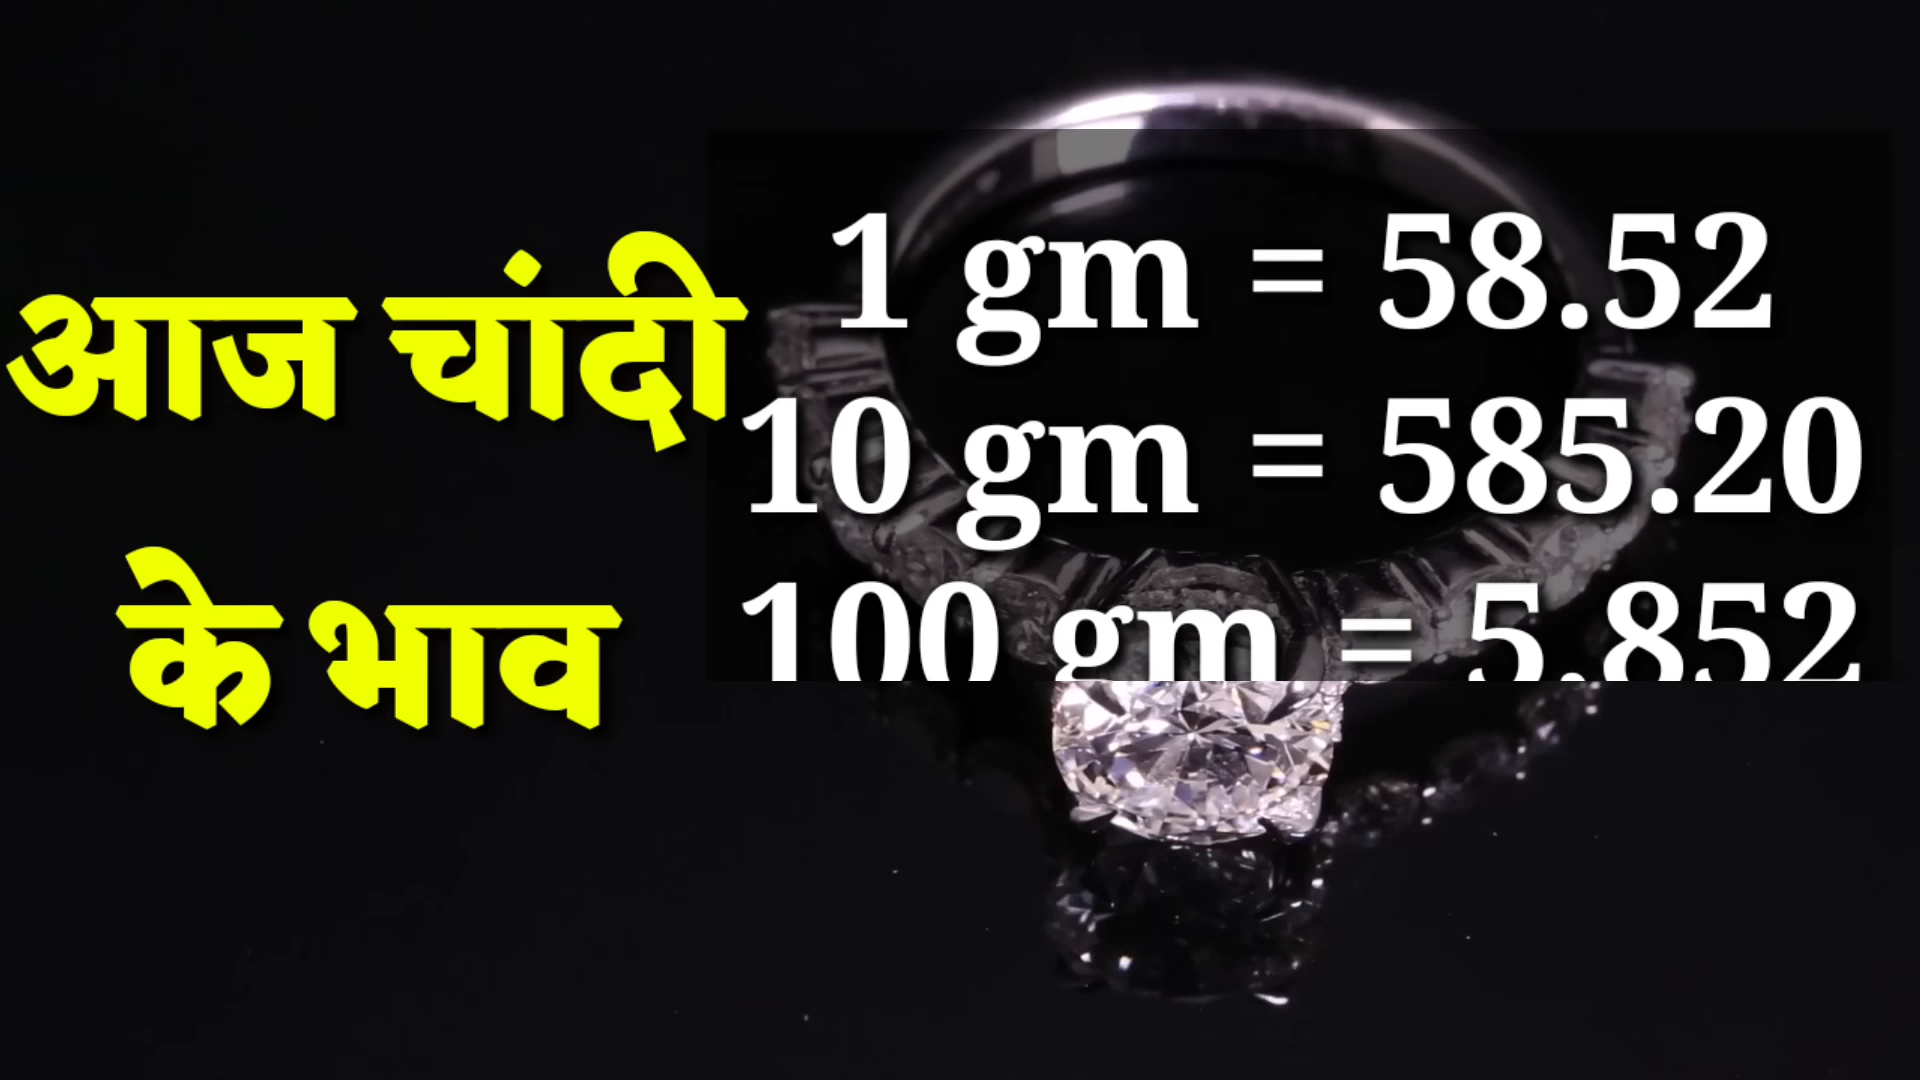 आज चांदी
के भाव
1 gm = 58.52
10 gm = 585.20
100 gm = 5,852